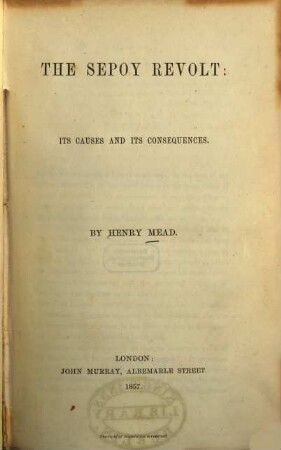 THE SEPOY REVOLT:
ITS CAUSES AND ITS CONSEQUENCES.
BY HENRY MEAD.
LONDON:
JOHN MURRAY, ALBEMARLE STREET.
1857.